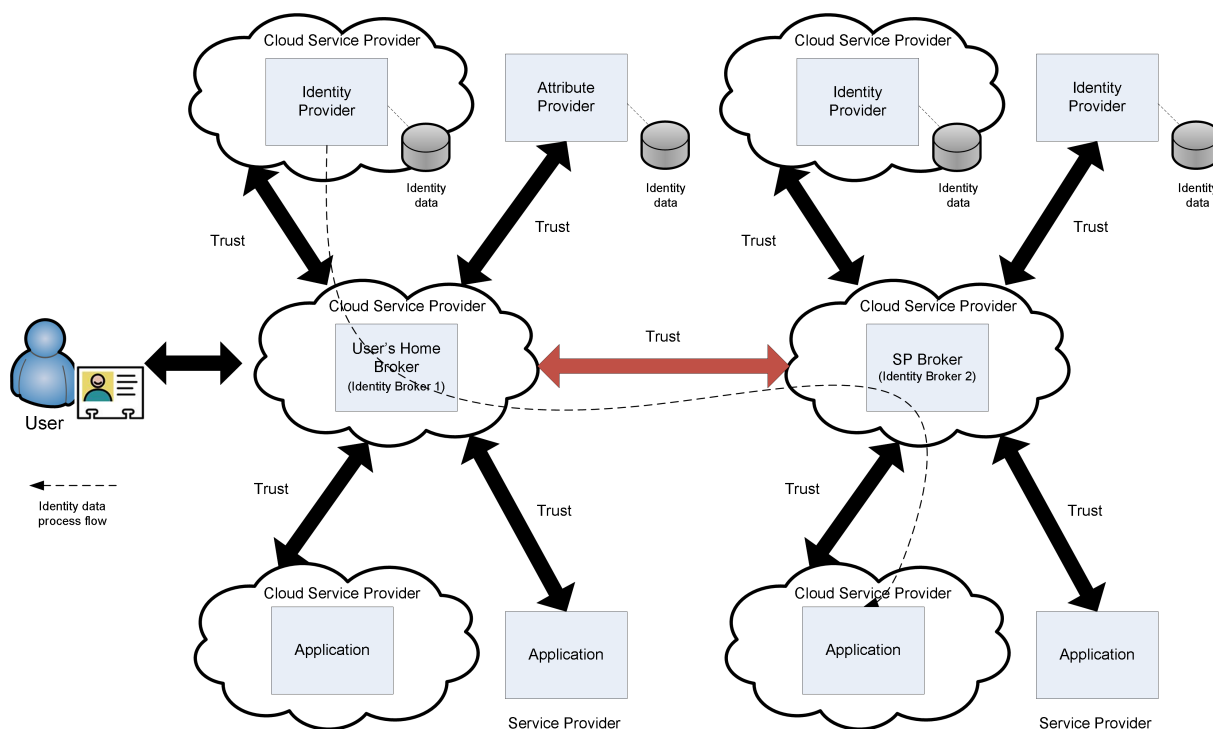 Cloud Service Provider
Identity
Provider
Identity
data
Attribute
Provider
Identity
data
Cloud Service Provider
Identity
Provider
Identity
data
Identity
Provider
Identity
data
Trust
Trust
Trust
Trust
Cloud Service Provider
User's Home
Broker
(Identity Broker 1)
Trust
Cloud Service Provider
SP Broker
(Identity Broker 2)
User
Identity data
process flow
Trust
Trust
Trust
Trust
Cloud Service Provider
Application
Application
Service Provider
Cloud Service Provider
Application
Application
Service Provider